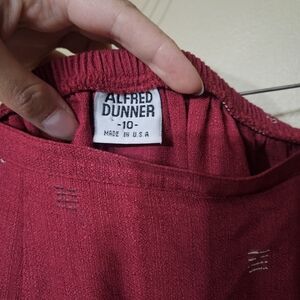 ALFRED
DUNNER
-10-
MADE IN U.S.A